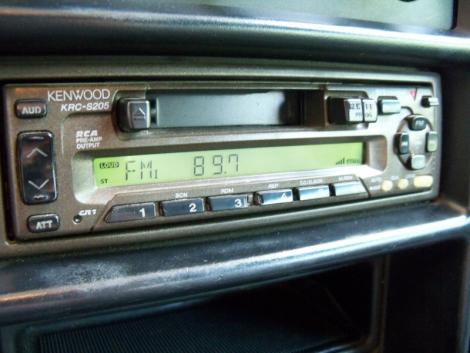 KENWOOD
KRC-S205
AUD
RCA
PRE-AMP
OUTPUT
LOUD
ST
FM1 89.7
SCN RDM REP
1 2 3
ATT